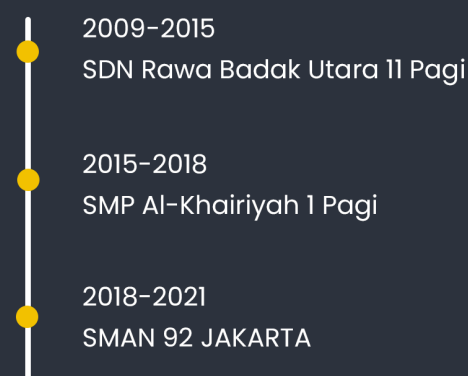 2009-2015
SDN Rawa Badak Utara 11 Pagi
2015-2018
SMP Al-Khairiyah 1 Pagi
2018-2021
SMAN 92 JAKARTA